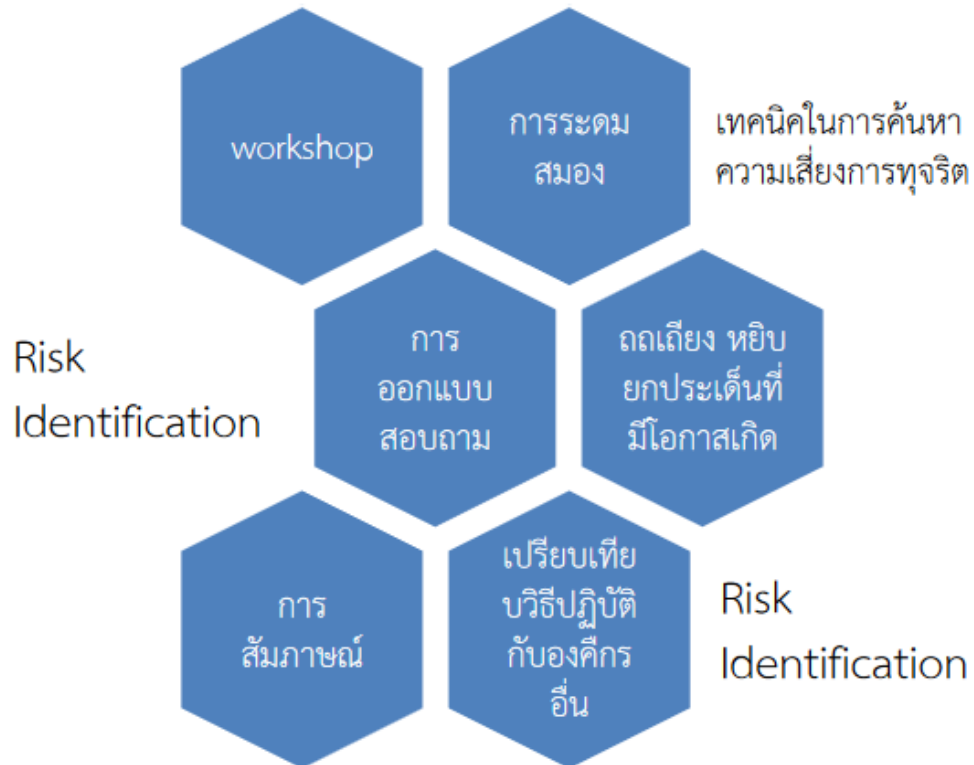 workshop
การระดม
สมอง
เทคนิคในการค้นหา
ความเสี่ยงการทุจริต
Risk
Identification
การ
ออกแบบ
สอบถาม
ถถเถียง หยิบ
ยกประเด็นที่
มีโอกาสเกิด
การ
สัมภาษณ์
เปรียบเทีย
บวิธีปฏิบัติ
กับองศืกร
อื่น
Risk
Identification